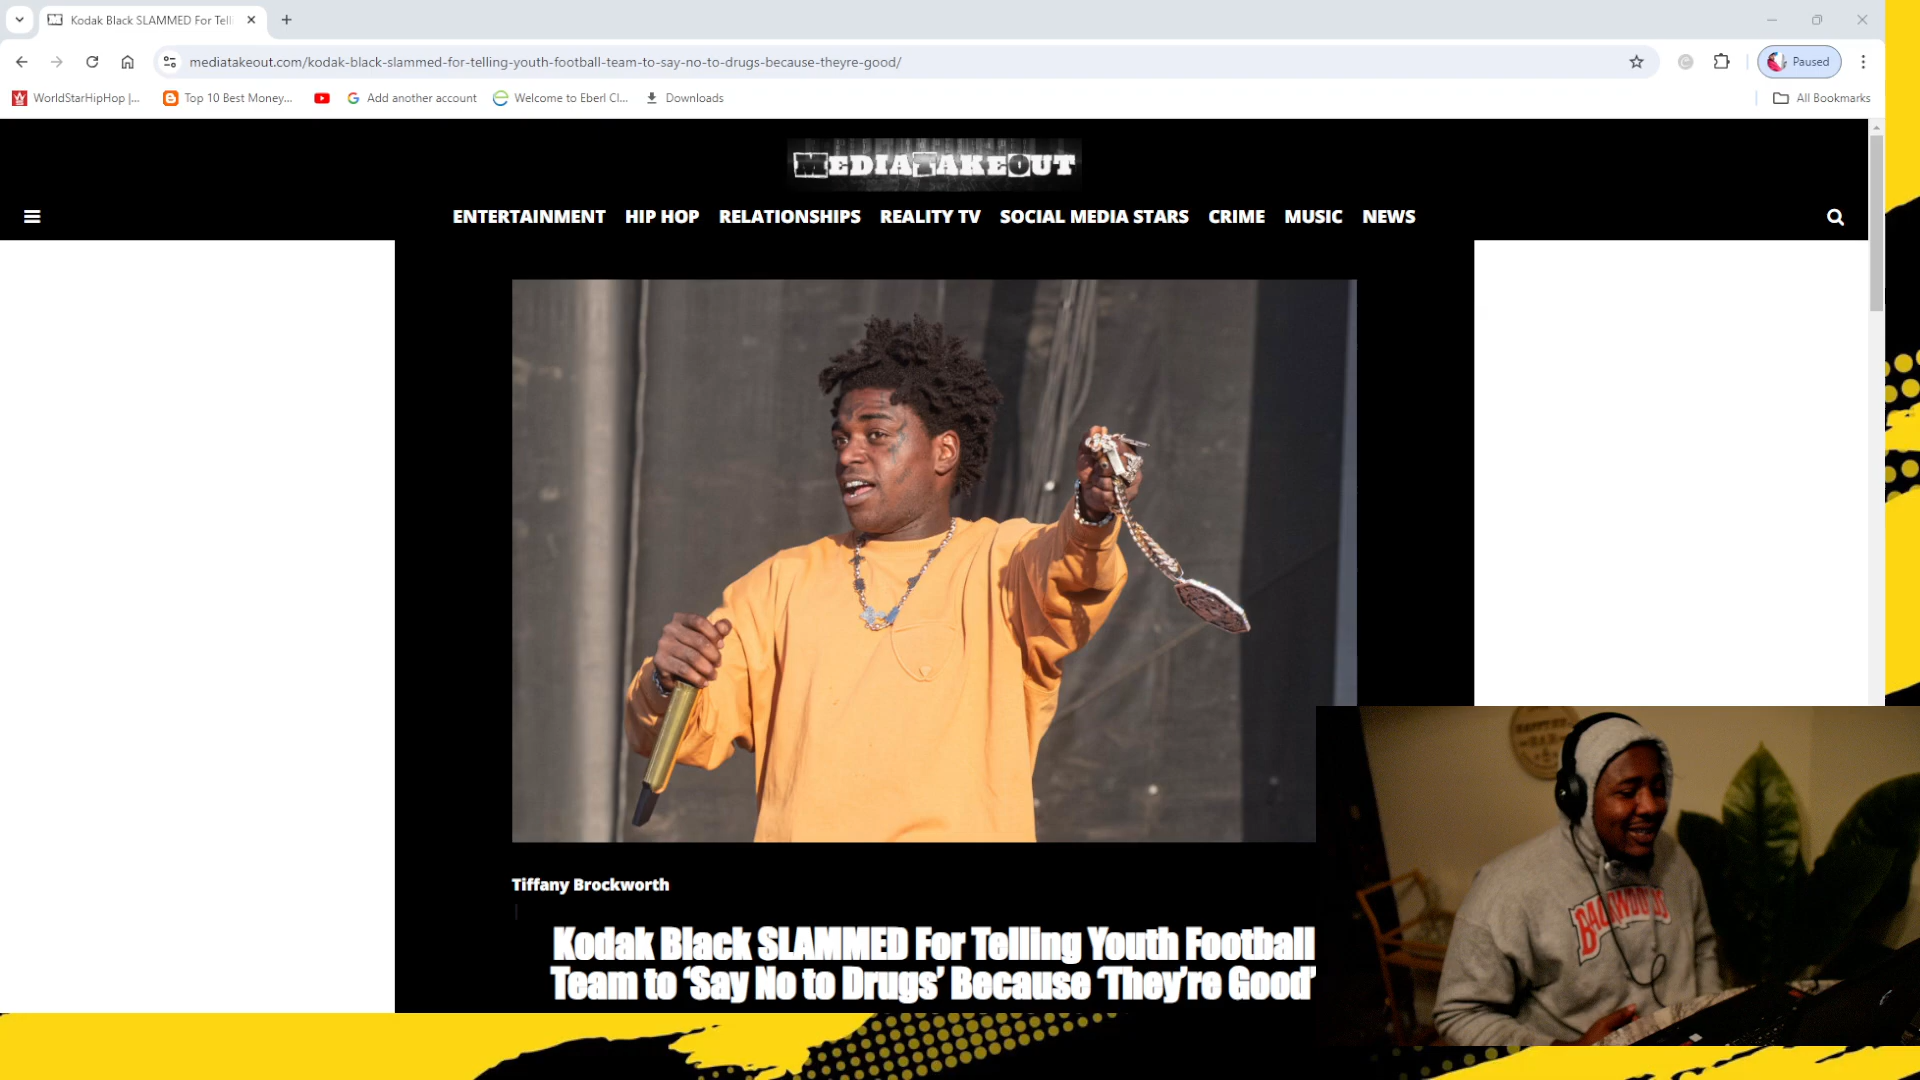 Kodak Black SLAMMED For Tell
mediatakeout.com/kodak-black-slammed-for-telling-youth-football-team-to-say-no-to-drugs-because-theyre-good/
Paused
WorldStarHipHop |...
Top 10 Best Money...
Add another account
Welcome to Eberl Cl...
Downloads
All Bookmarks
MEDIATAKEOUT
ENTERTAINMENT HIP HOP RELATIONSHIPS REALITY TV SOCIAL MEDIA STARS CRIME MUSIC NEWS
Tiffany Brockworth
Kodak Black SLAMMED For Telling Youth Football
Team to ‘Say No to Drugs’ Because ‘They’re Good’
BACKWOODS